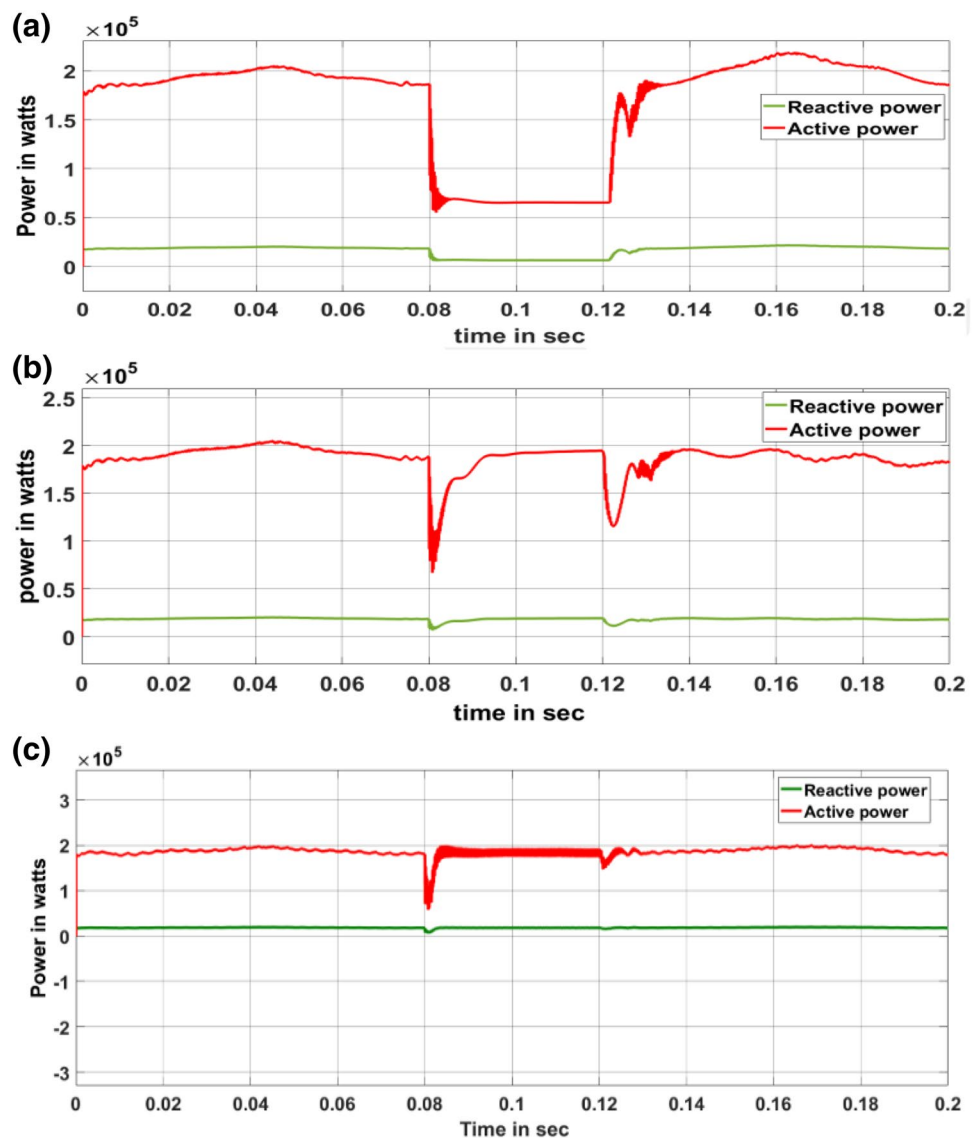 (a)
×10⁵
2
1.5
1
0.5
0
Power in watts
Reactive power
Active power
0 0.02 0.04 0.06 0.08 0.1 0.12 0.14 0.16 0.18 0.2
time in sec
(b)
×10⁵
2.5
2
1.5
1
0.5
0
power in watts
Reactive power
Active power
0 0.02 0.04 0.06 0.08 0.1 0.12 0.14 0.16 0.18 0.2
time in sec
(c)
×10⁵
3
2
1
0
-1
-2
-3
Power in watts
Reactive power
Active power
0 0.02 0.04 0.06 0.08 0.1 0.12 0.14 0.16 0.18 0.2
Time in sec